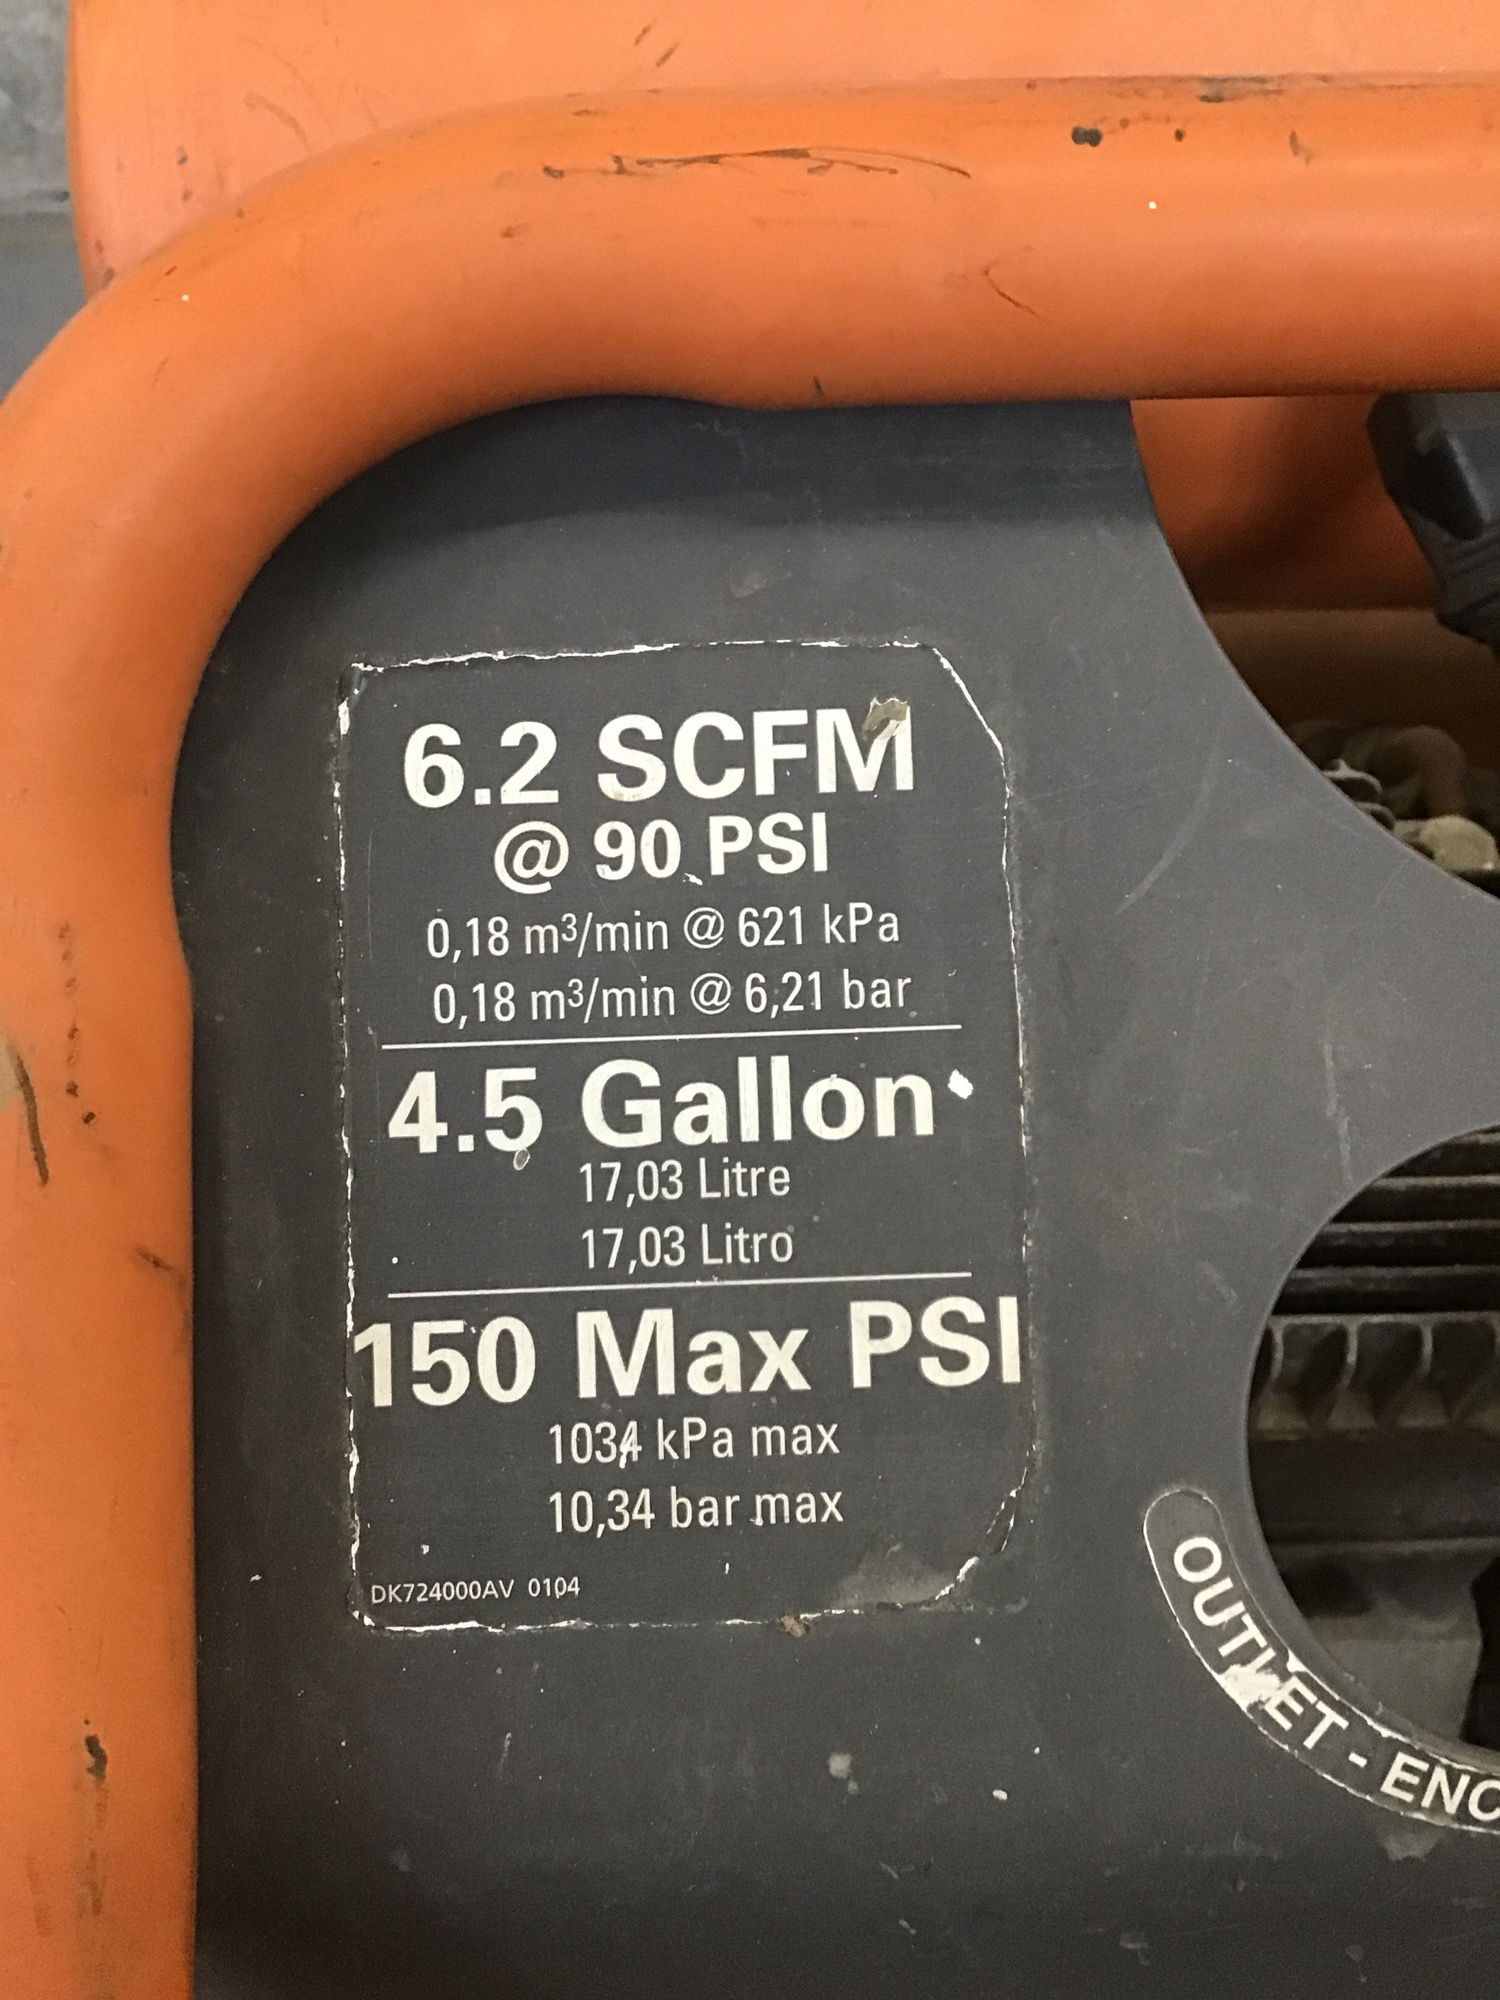 6.2 SCFM
@ 90 PSI
0,18 m³/min @ 621 kPa
0,18 m³/min @ 6,21 bar
4.5 Gallon
17,03 Litre
17,03 Litro
150 Max PSI
1034 kPa max
10,34 bar max
DK724000AV 0104
OUTLET - ENC